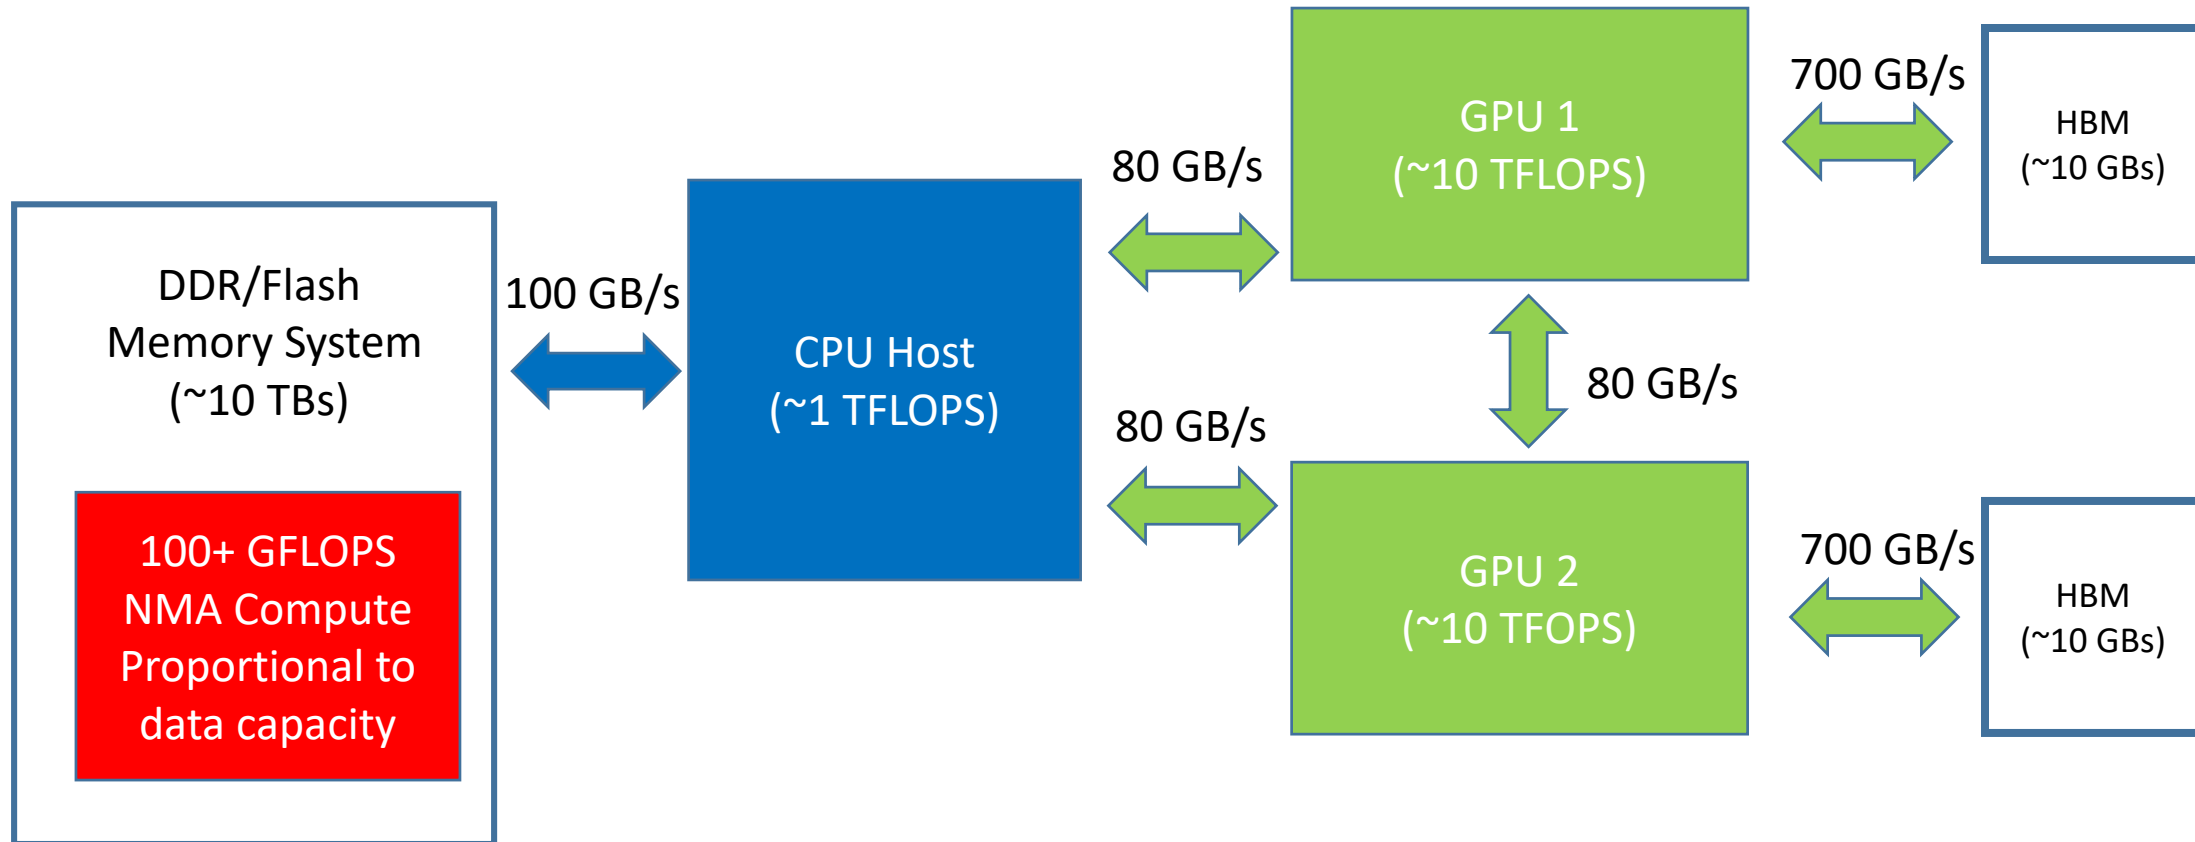 DDR/Flash
Memory System
(~10 TBs)
100+ GFLOPS
NMA Compute
Proportional to
data capacity
100 GB/s
CPU Host
(~1 TFLOPS)
80 GB/s
80 GB/s
GPU 1
(~10 TFLOPS)
80 GB/s
GPU 2
(~10 TFOPS)
700 GB/s
HBM
(~10 GBs)
700 GB/s
HBM
(~10 GBs)